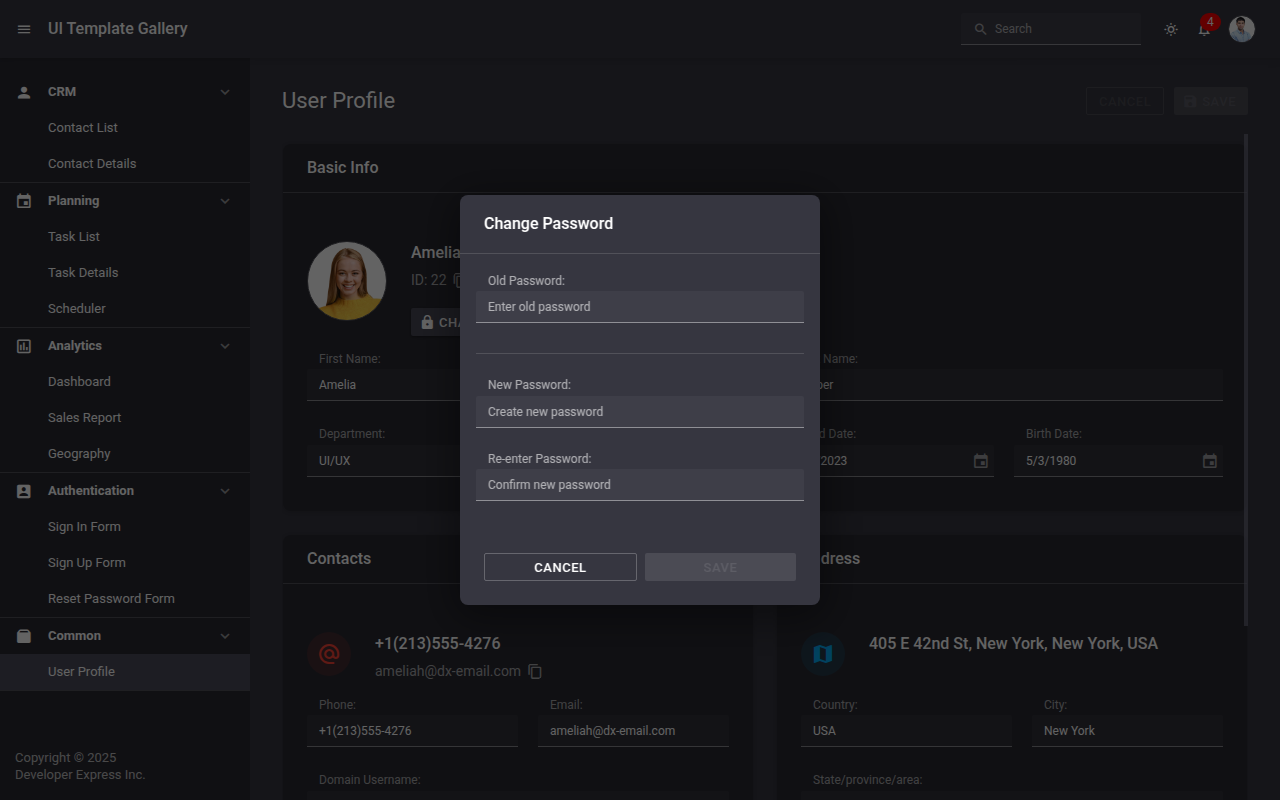 UI Template Gallery
Search
4
CRM
Contact List
Contact Details
Planning
Task List
Task Details
Scheduler
Analytics
Dashboard
Sales Report
Geography
Authentication
Sign In Form
Sign Up Form
Reset Password Form
Common
User Profile
Copyright © 2025
Developer Express Inc.
User Profile
CANCEL
SAVE
Basic Info
Amelia
ID: 22
First Name:
Amelia
Name:
Department:
UI/UX
Date:
2023
Birth Date:
5/3/1980
Change Password
Old Password:
Enter old password
New Password:
Create new password
Re-enter Password:
Confirm new password
CANCEL
SAVE
Contacts
+1(213)555-4276
ameliah@dx-email.com
Phone:
+1(213)555-4276
Email:
ameliah@dx-email.com
Domain Username:
405 E 42nd St, New York, New York, USA
Country:
USA
City:
New York
State/province/area: